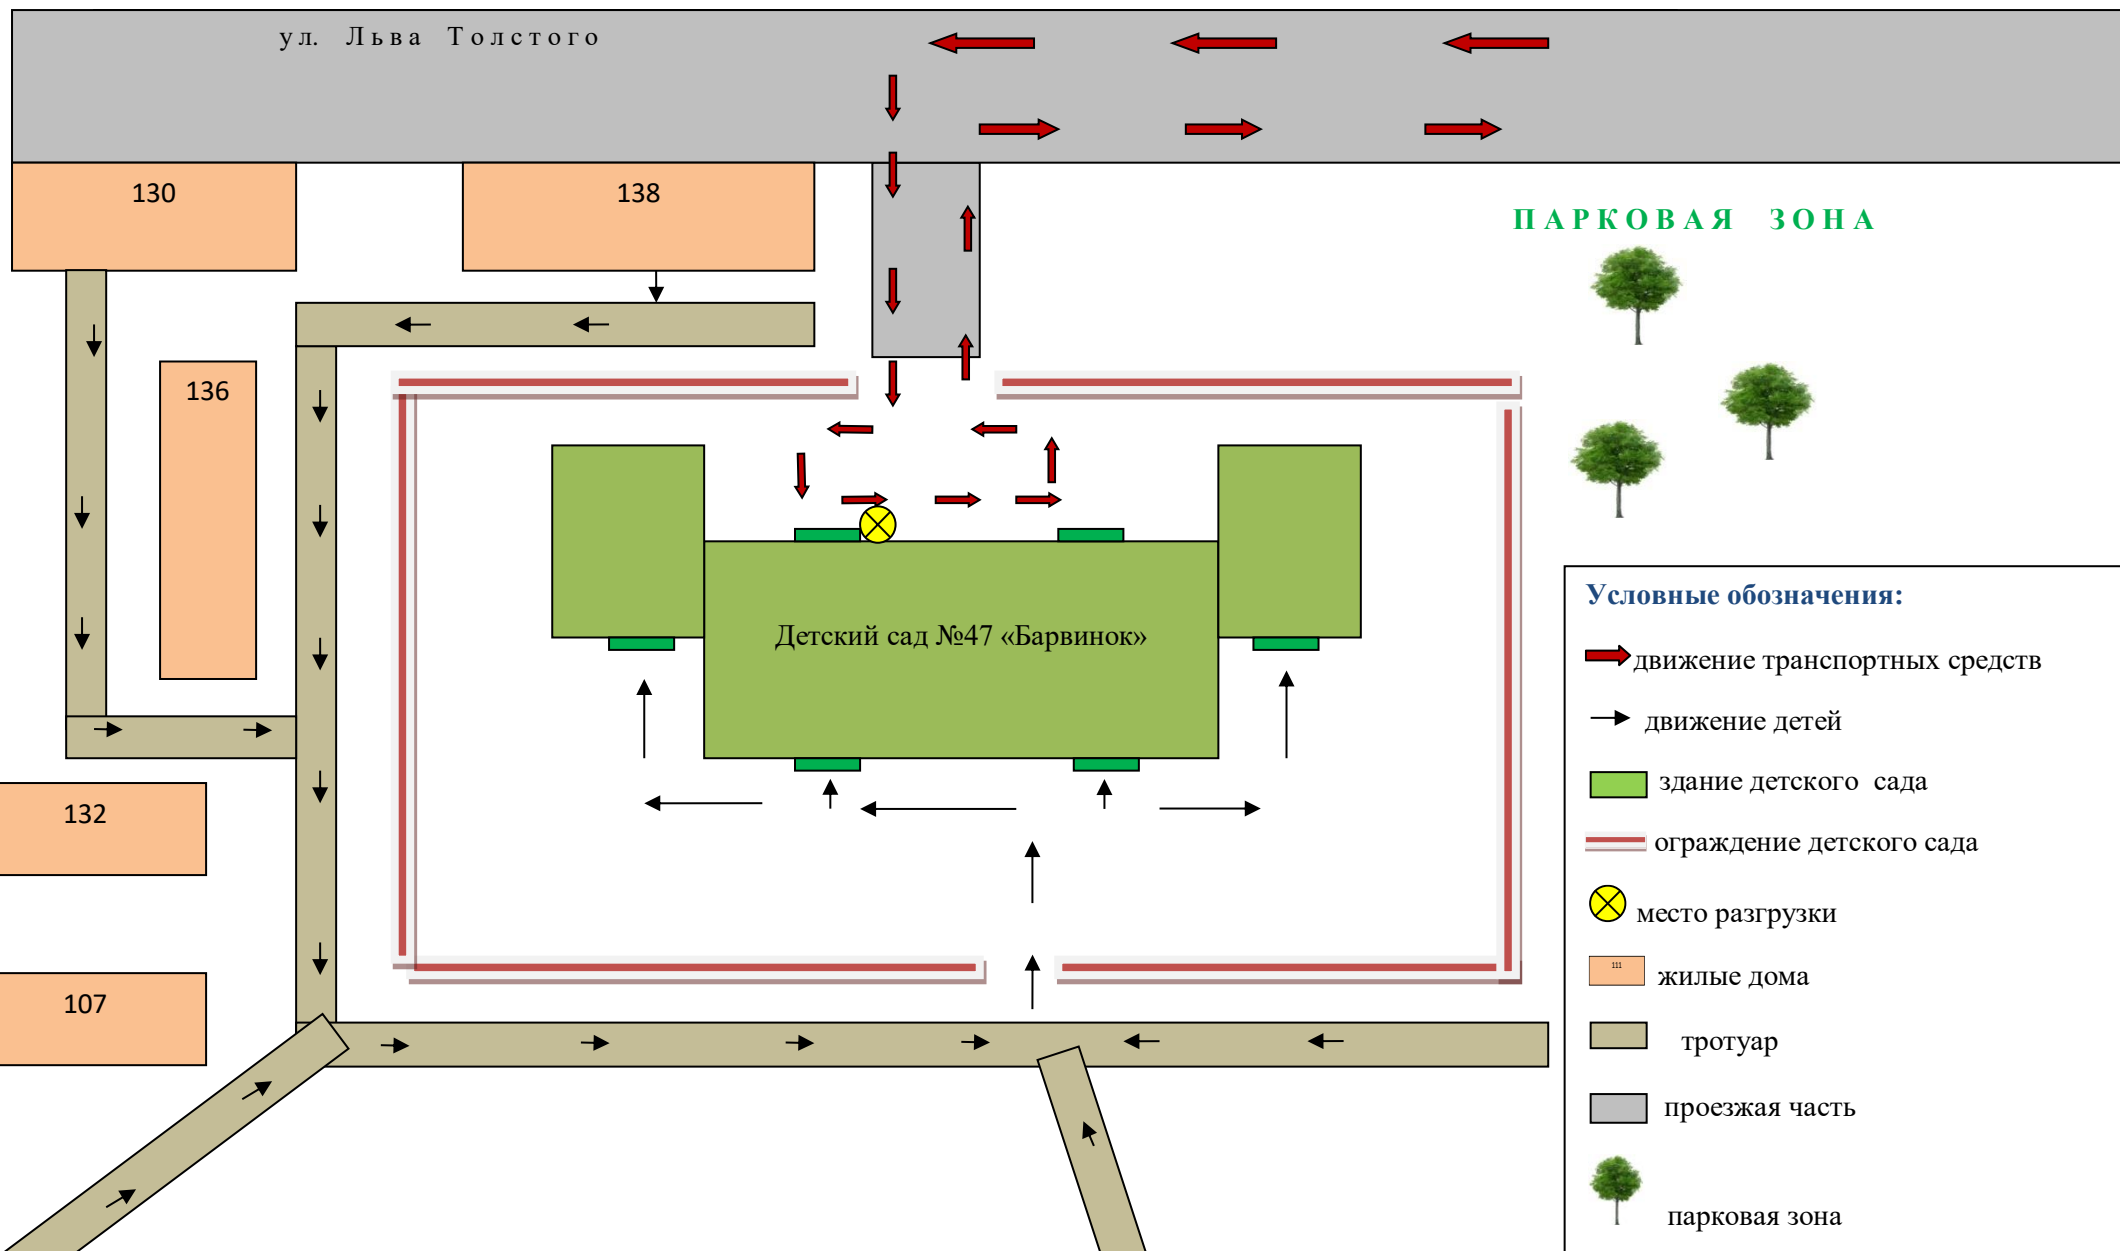 ул. Льва Толстого
130
138
ПАРКОВАЯ ЗОНА
136
Детский сад №47 «Барвинок»
132
107
Условные обозначения:
движение транспортных средств
движение детей
здание детского сада
ограждение детского сада
место разгрузки
111
жилые дома
тротуар
проезжая часть
парковая зона